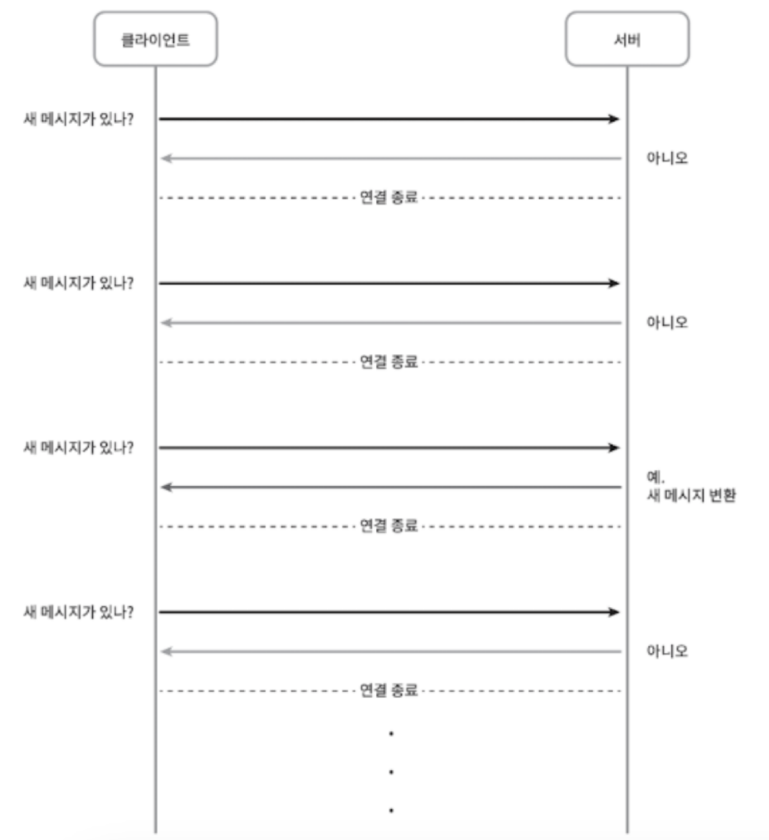 클라이언트
서버
새 메시지가 있나?
아니오
연결 종료
새 메시지가 있나?
아니오
연결 종료
새 메시지가 있나?
예.
새 메시지 변환
연결 종료
새 메시지가 있나?
아니오
연결 종료